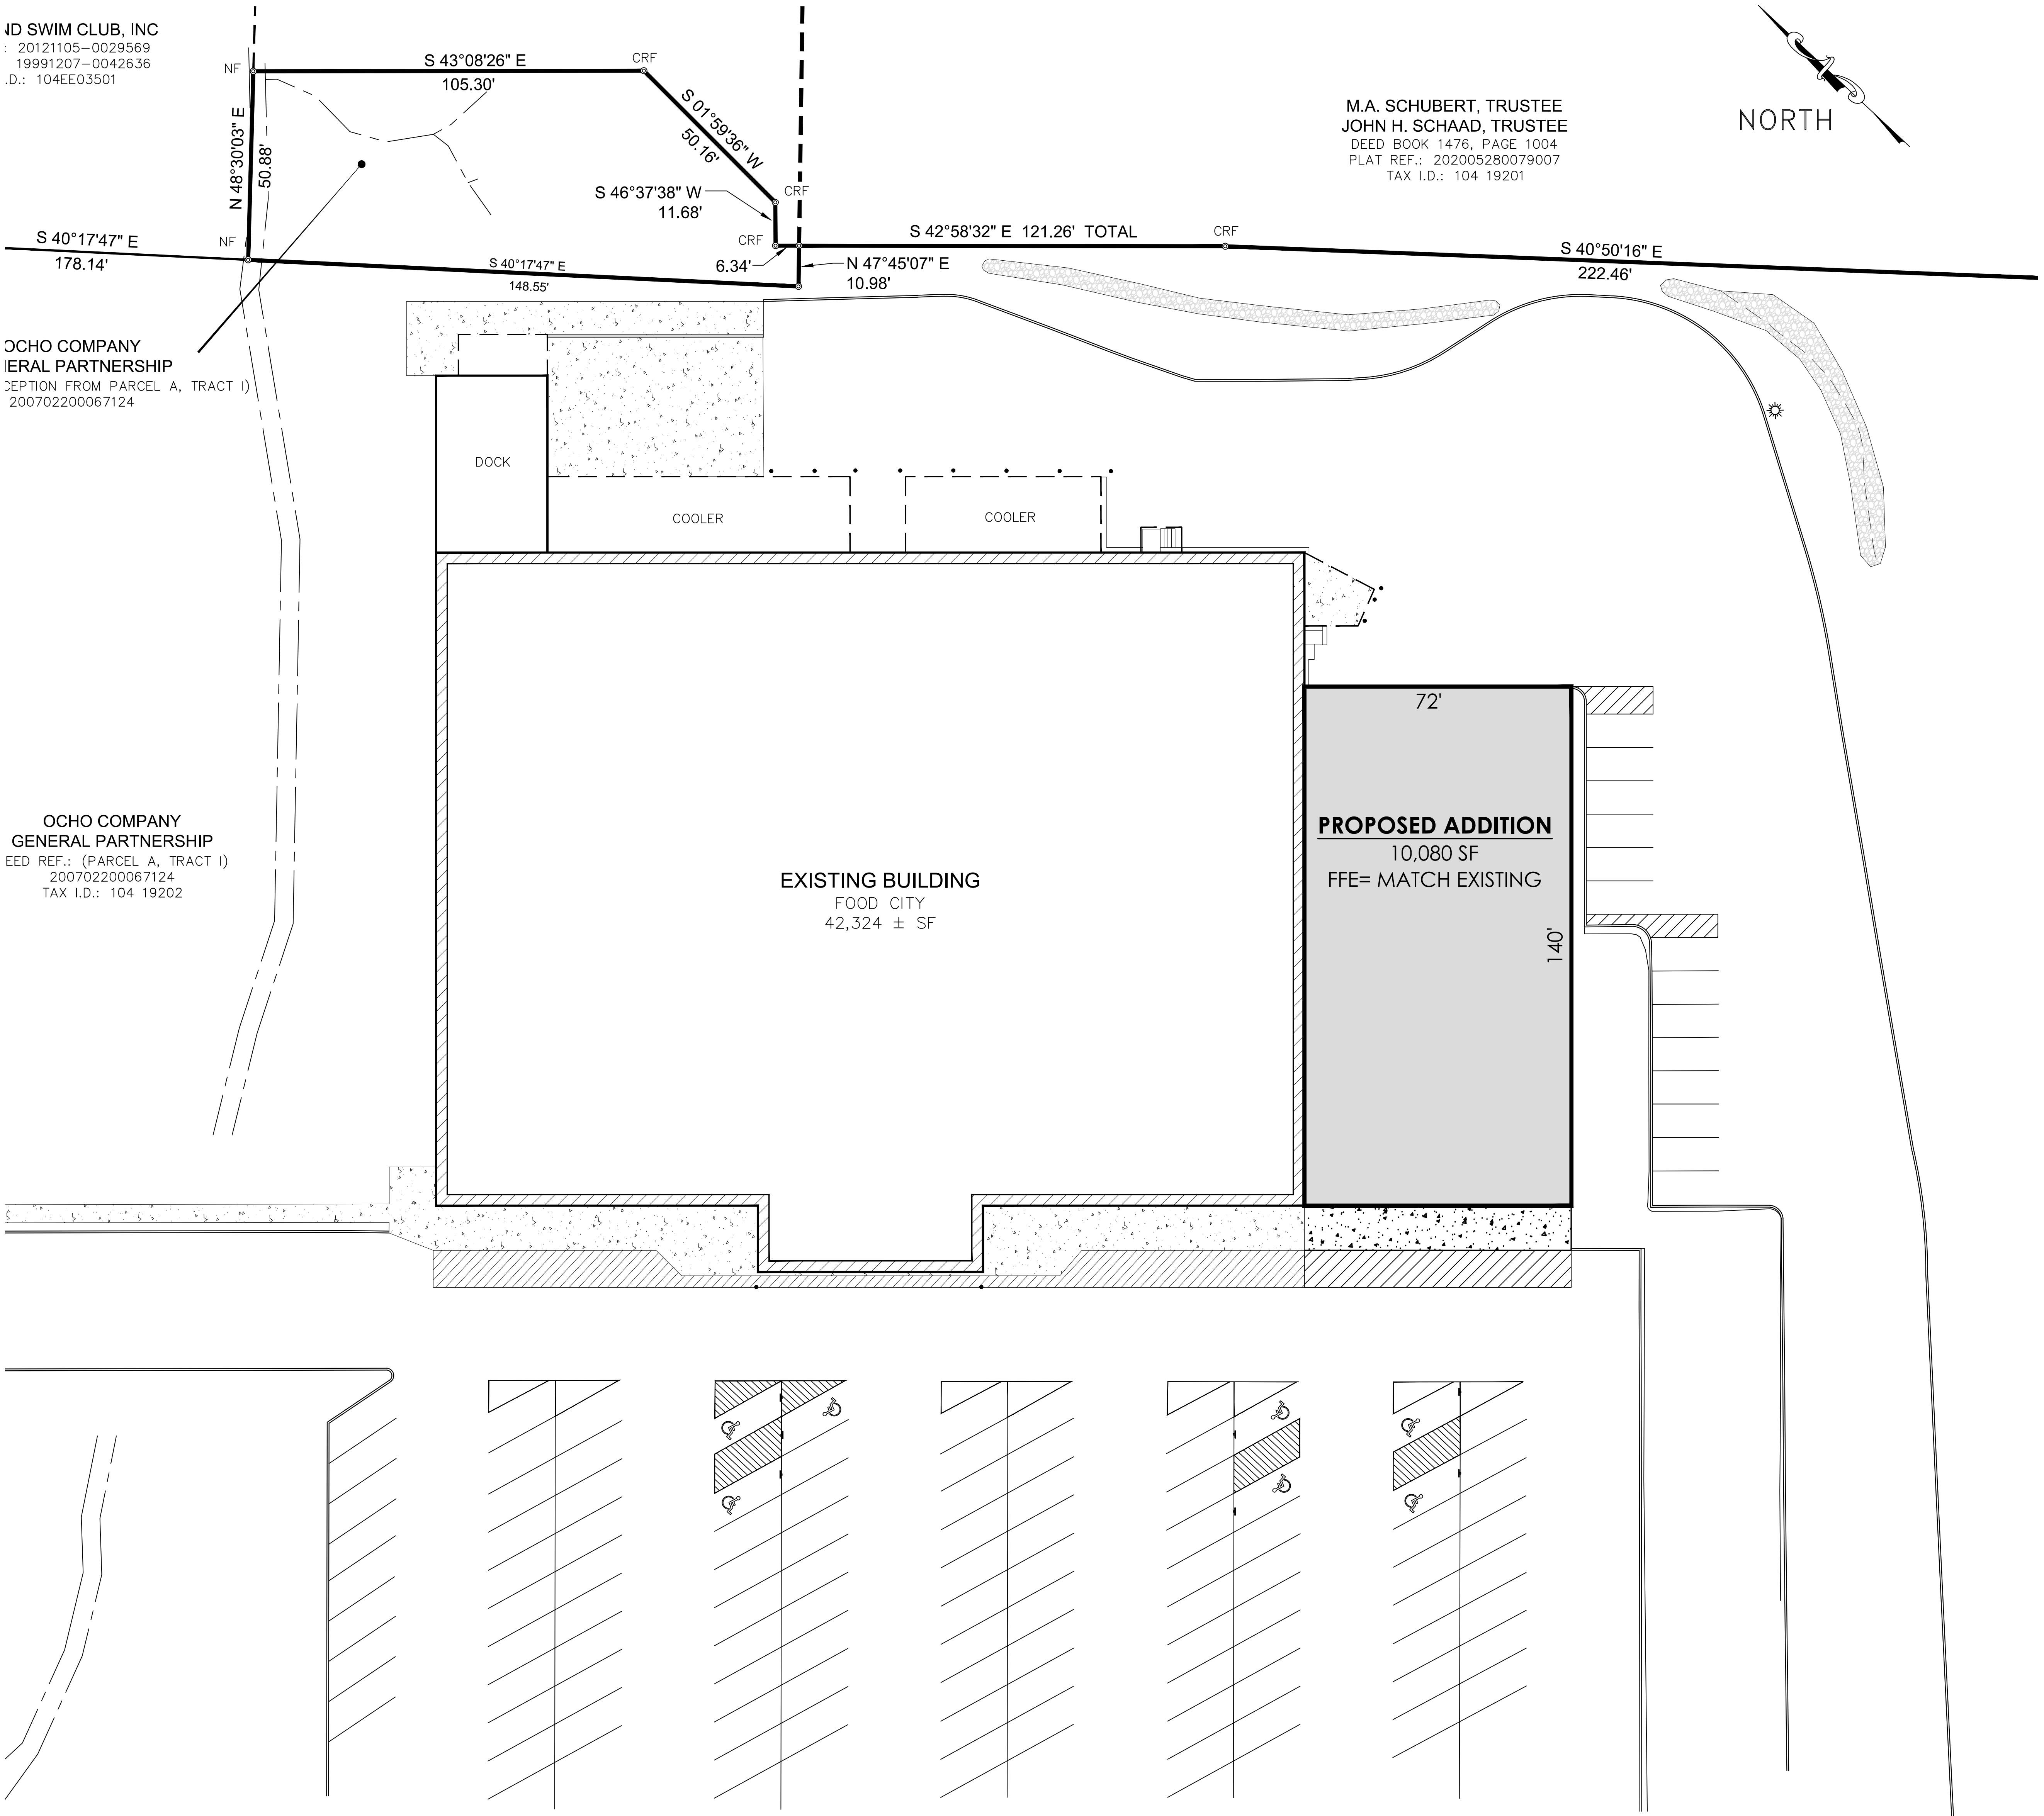 ND SWIM CLUB, INC
: 20121105-0029569
19991207-0042636
.D.: 104EE03501
NF
S 43°08'26" E
105.30'
CRF
N 48°30'03" E
50.88'
S 01°59'36" W
50.16'
S 46°37'38" W
11.68'
CRF
M.A. SCHUBERT, TRUSTEE
JOHN H. SCHAAD, TRUSTEE
DEED BOOK 1476, PAGE 1004
PLAT REF.: 202005280079007
TAX I.D.: 104 19201
NORTH
S 40°17'47" E
178.14'
NF
CRF
6.34'
S 42°58'32" E 121.26' TOTAL
CRF
S 40°50'16" E
222.46'
S 40°17'47" E
148.55'
N 47°45'07" E
10.98'
OCHO COMPANY
NERAL PARTNERSHIP
CEPTION FROM PARCEL A, TRACT I)
200702200067124
DOCK
COOLER
COOLER
72'
PROPOSED ADDITION
10,080 SF
FFE= MATCH EXISTING
140'
OCHO COMPANY
GENERAL PARTNERSHIP
EED REF.: (PARCEL A, TRACT I)
200702200067124
TAX I.D.: 104 19202
EXISTING BUILDING
FOOD CITY
42,324 ± SF